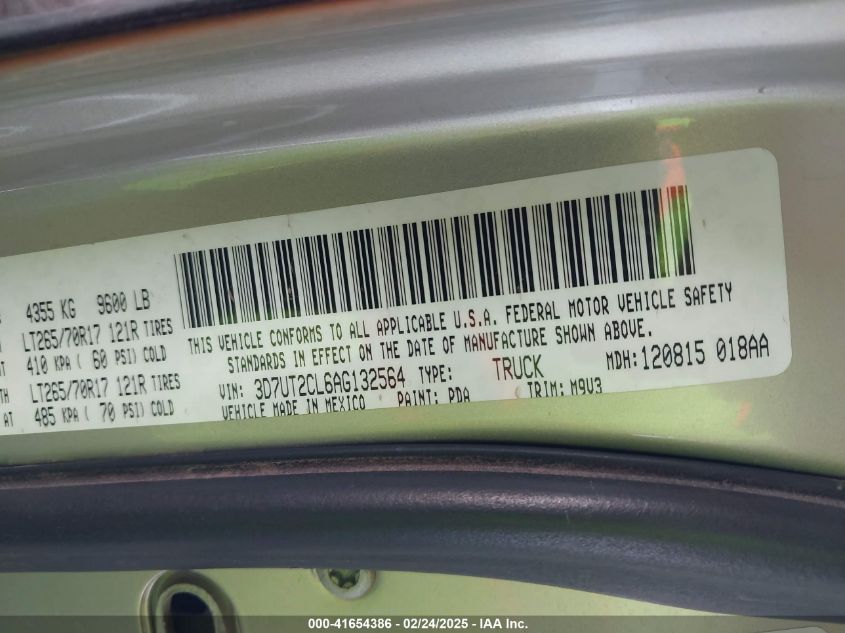 4355 KG 9600 LB
LT265/70R17 121R TIRES
410 KPA ( 60 PSI) COLD
LT265/70R17 121R TIRES
AT 485 KPA ( 70 PSI) COLD
THIS VEHICLE CONFORMS TO ALL APPLICABLE U.S.A. FEDERAL MOTOR VEHICLE SAFETY
STANDARDS IN EFFECT ON THE DATE OF MANUFACTURE SHOWN ABOVE.
VIN: 3D7UT2CL6AG132564 TYPE: TRUCK MDH:120815 018AA
VEHICLE MADE IN MEXICO PAINT: PDA TRIM: M9U3
000-41654386 - 02/24/2025 - IAA Inc.